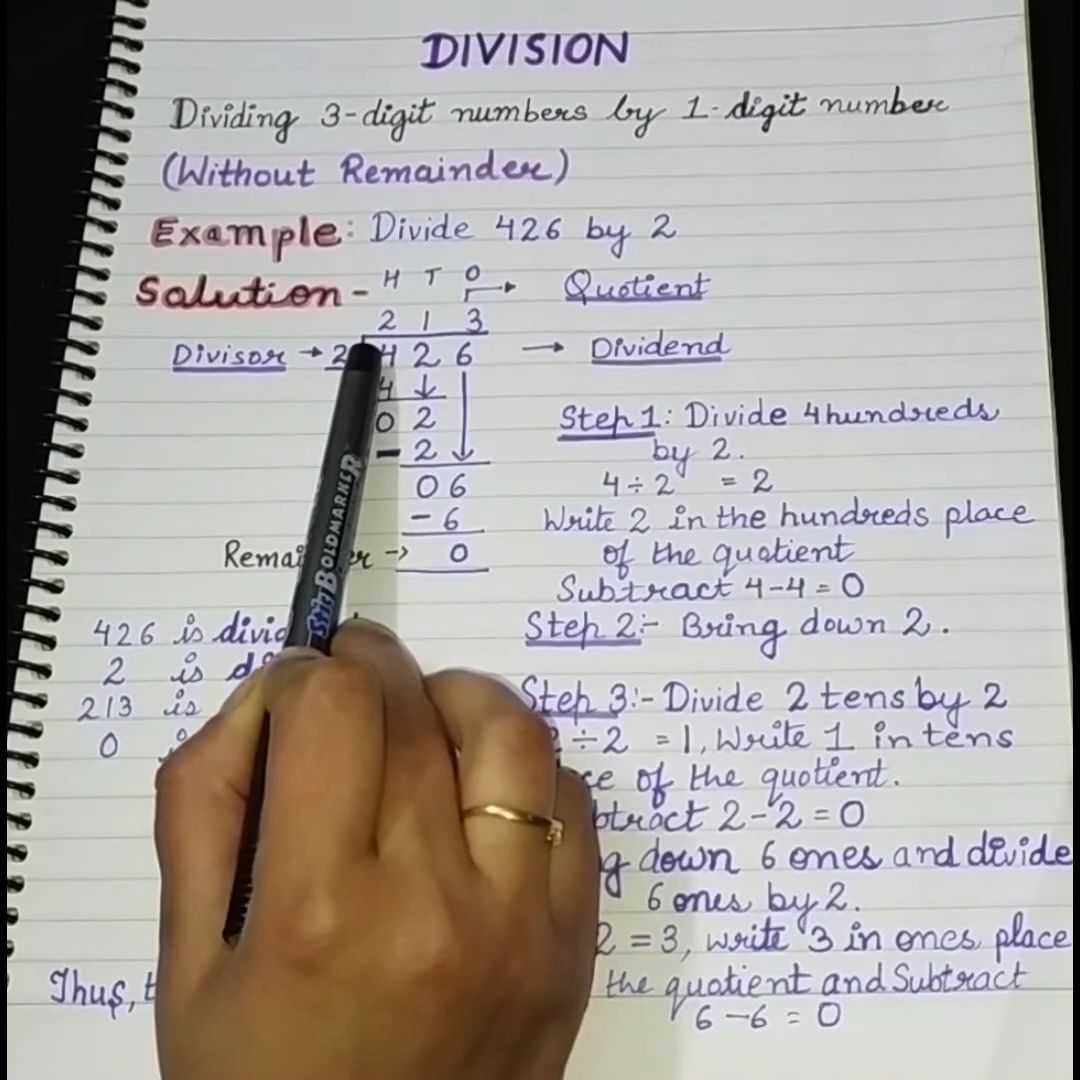 DIVISION
Dividing 3-digit numbers by 1-digit number
(Without Remainder)
Example: Divide 426 by 2
Solution - H T O → Quotient
2 1 3
Divisor → 2 4 2 6 → Dividend
4 ↓
0 2
- 2 ↓
0 6
- 6
→ 0
Step 1: Divide 4 hundreds
by 2.
4 ÷ 2 = 2
Write 2 in the hundreds place
of the quotient
Subtract 4-4=0
Step 2:- Bring down 2.
Step 3:- Divide 2 tens by 2
÷ 2 = 1, Write 1 in tens
of the quotient.
2-2=0
down 6 ones and divide
6 ones by 2.
2 = 3, write 3 in ones place
the quotient and Subtract
6-6 = 0
426 is
2 is
213 is
0
Thus,
BOLDMARKER